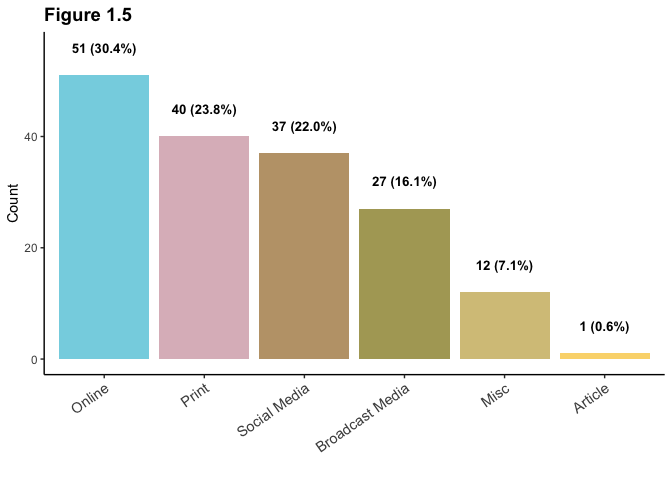 Figure 1.5
51 (30.4%)
40 (23.8%)
37 (22.0%)
27 (16.1%)
12 (7.1%)
1 (0.6%)
Count
40
20
0
Online
Print
Social Media
Broadcast Media
Misc
Article